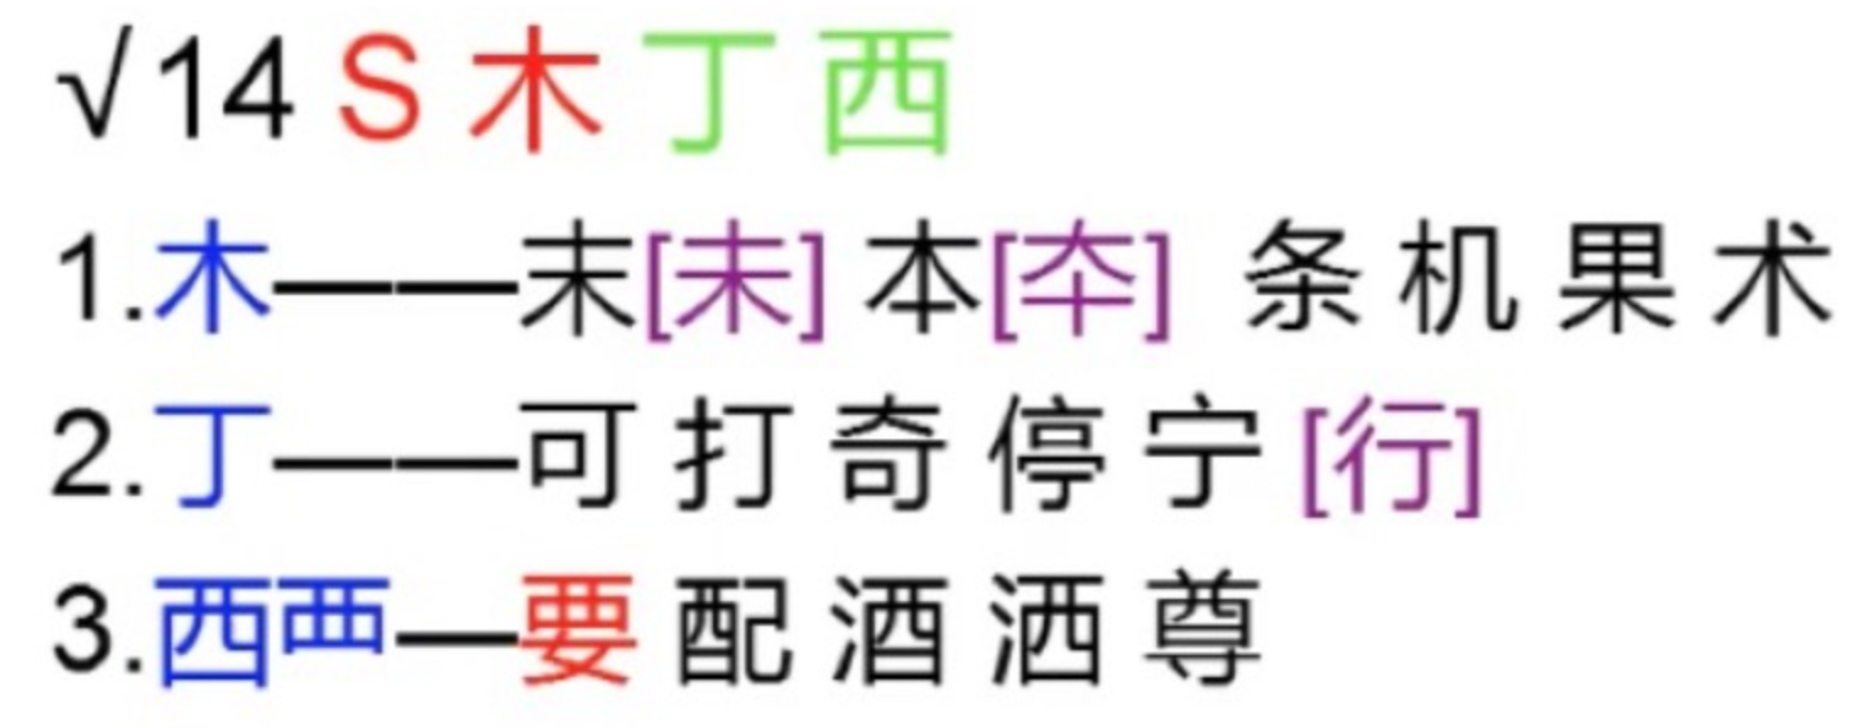 √14 S 木 丁 西
1.木——末[未] 本[夲] 条 机 果 术
2.丁——可 打 奇 停 宁 [行]
3.西覀—要 配 酒 洒 尊